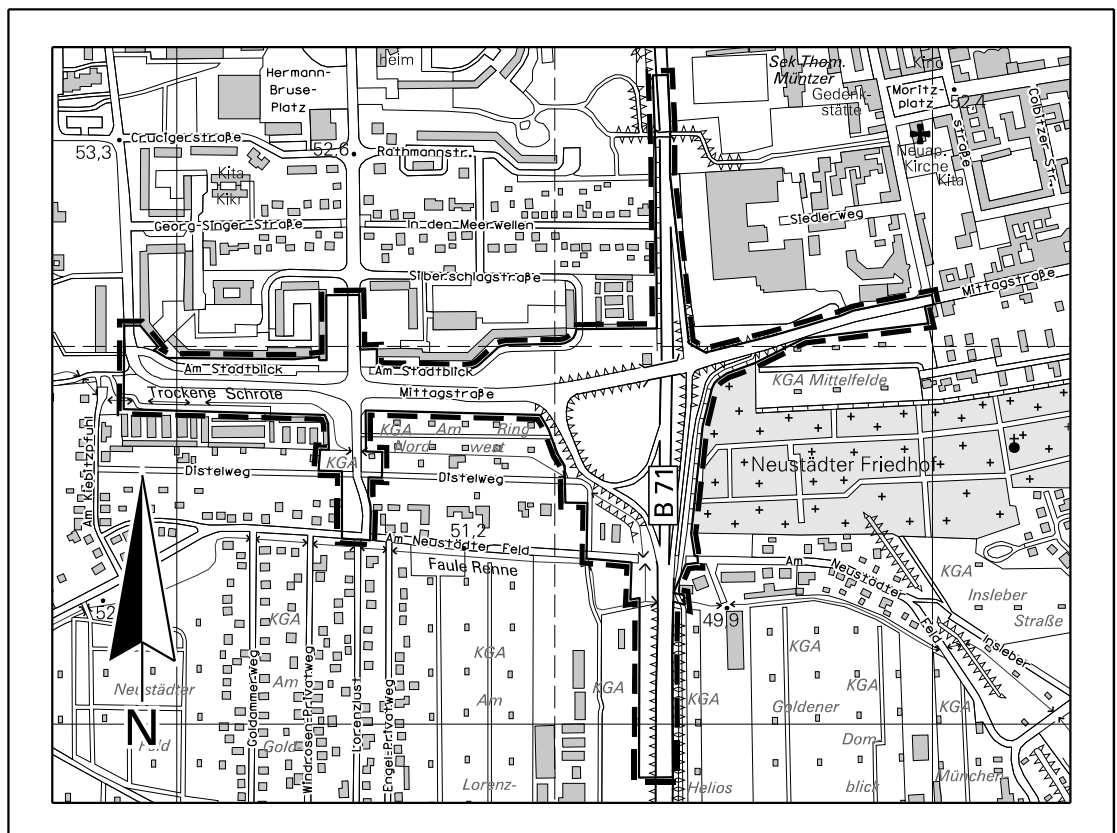 helm
Hermann-
Bruse-
Platz
Sek Thom.
Müntzer
Gedenk-
stätte
Kind
Moritz-
platz
52,4
straße
Colbitzer Str.
Neuap.
Kirche
Kita
53,3
Crucigerstraße
52,6
Rathmannstr.
Kita
Kikr
Georg-Singer-Straße
In den Meerwellen
Siedlerweg
Silberschlagstraße
Mittagstraße
Am Stadtblick
Am Stadtblick
Trockene Schrote
Mittagstraße
KGA Mittelfelde
KGA Am Ring
Nord west
KGA
Distelweg
Distelweg
Am Kiebitzpfuhl
B 71
Neustädter Friedhof
51,2
Am Neustädter Feld
Faule Renne
Am Neustädter
Feld
Insleber
KGA
Insleber
Straße
52
49,9
KGA
Am
Gold-
Goldammerweg
Windrosen-Privatweg
Lorenzlust
Engel-Privatweg
KGA
Am
Lorenz-
KGA
KGA
Helios
KGA
Goldener
KGA
Dom-
blick
KGA
München
Neustädter
Feld
N